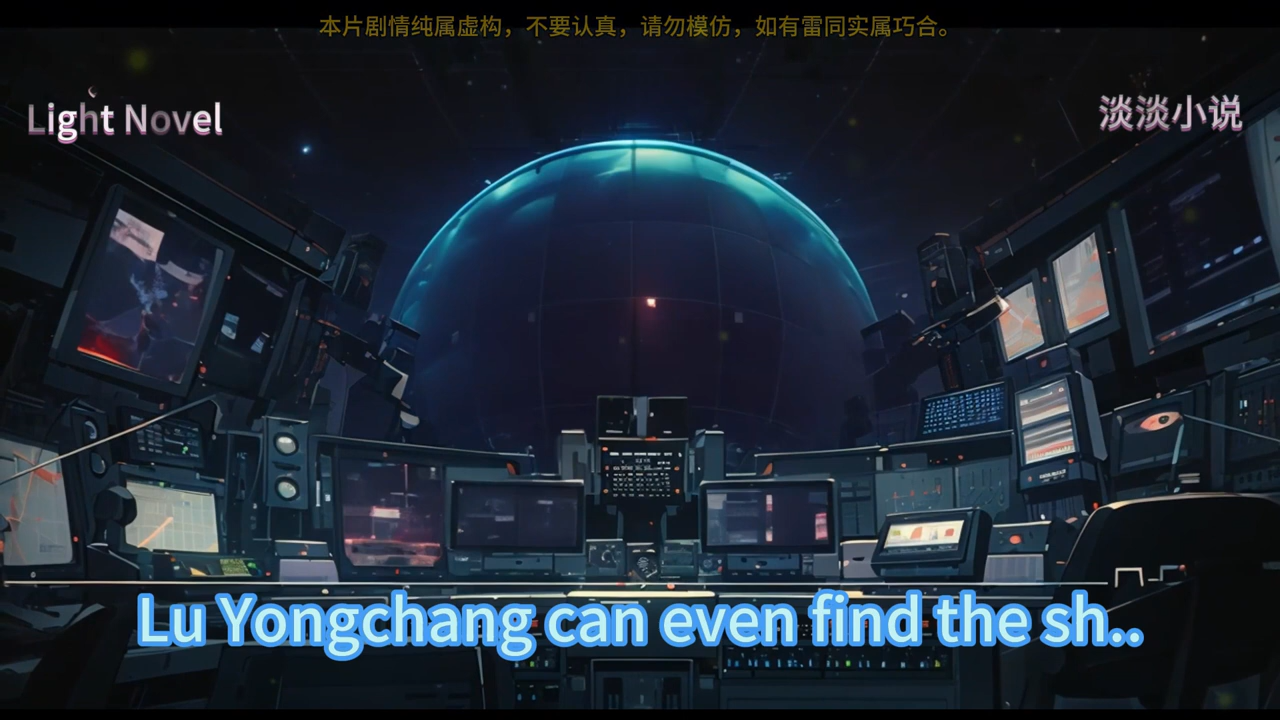 本片剧情纯属虚构，不要认真，请勿模仿，如有雷同实属巧合。
Light Novel
淡淡小说
Lu Yongchang can even find the sh..